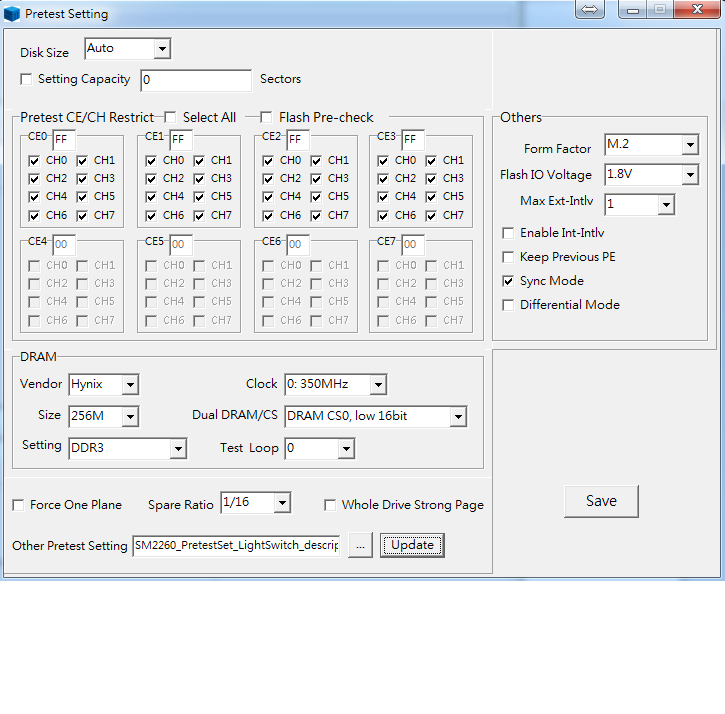 Pretest Setting
Disk Size Auto
Setting Capacity 0 Sectors
Pretest CE/CH Restrict Select All Flash Pre-check
CE0 FF CE1 FF CE2 FF CE3 FF
CH0 CH1 CH0 CH1 CH0 CH1 CH0 CH1
CH2 CH3 CH2 CH3 CH2 CH3 CH2 CH3
CH4 CH5 CH4 CH5 CH4 CH5 CH4 CH5
CH6 CH7 CH6 CH7 CH6 CH7 CH6 CH7
CE4 00 CE5 00 CE6 00 CE7 00
CH0 CH1 CH0 CH1 CH0 CH1 CH0 CH1
CH2 CH3 CH2 CH3 CH2 CH3 CH2 CH3
CH4 CH5 CH4 CH5 CH4 CH5 CH4 CH5
CH6 CH7 CH6 CH7 CH6 CH7 CH6 CH7
Others
Form Factor M.2
Flash IO Voltage 1.8V
Max Ext-Intlv 1
Enable Int-Intlv
Keep Previous PE
Sync Mode
Differential Mode
DRAM
Vendor Hynix Clock 0: 350MHz
Size 256M Dual DRAM/CS DRAM CS0, low 16bit
Setting DDR3 Test Loop 0
Force One Plane Spare Ratio 1/16 Whole Drive Strong Page
Other Pretest Setting SM2260_PretestSet_LightSwitch_descrip ... Update
Save